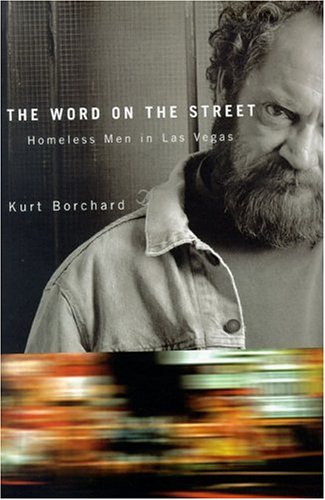 THE WORD ON THE STREET
Homeless Men in Las Vegas
Kurt Borchard